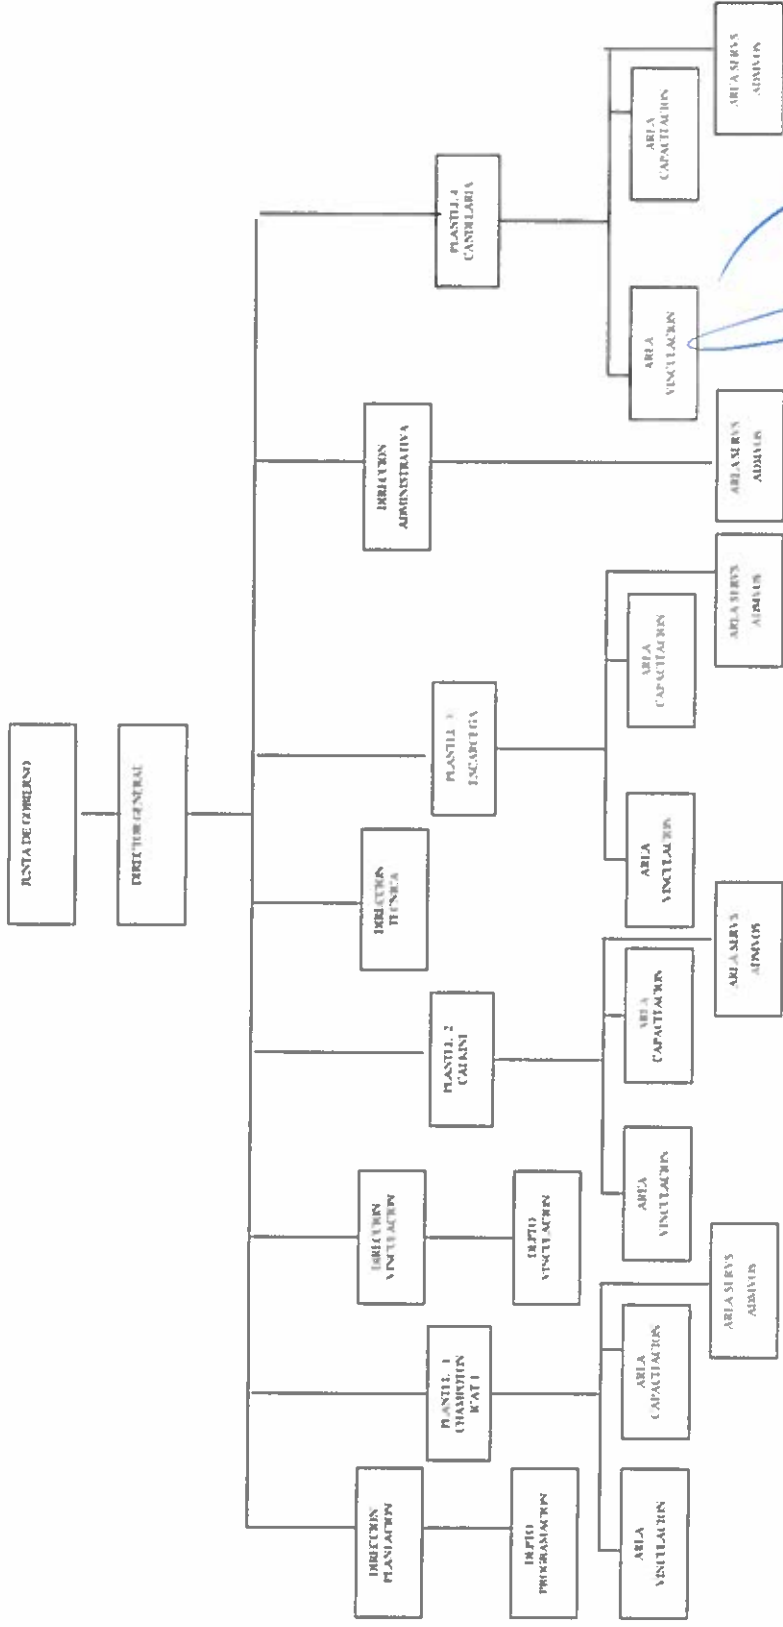 JUNTA DE GOBIERNO
DIRECTOR GENERAL
DIRECCION
PLANEACION
DIRECCION
VINCULACION
DIRECCION
TECNICA
DIRECCION
ADMINISTRATIVA
PLANTEL 1
CHAMPOTON
PLANTEL 2
CALKINI
PLANTEL 3
ESCARCEGA
PLANTEL 4
CANDELARIA
DEPTO
PROGRAMACION
DEPTO
VINCULACION
AREA
VINCULACION
AREA
CAPACITACION
AREA
VINCULACION
AREA
CAPACITACION
AREA
VINCULACION
AREA
CAPACITACION
AREA
VINCULACION
AREA
CAPACITACION
AREA SERVS
ADMVOS
AREA SERVS
ADMVOS
AREA SERVS
ADMVOS
AREA SERVS
ADMVOS
AREA SERVS
ADMVOS